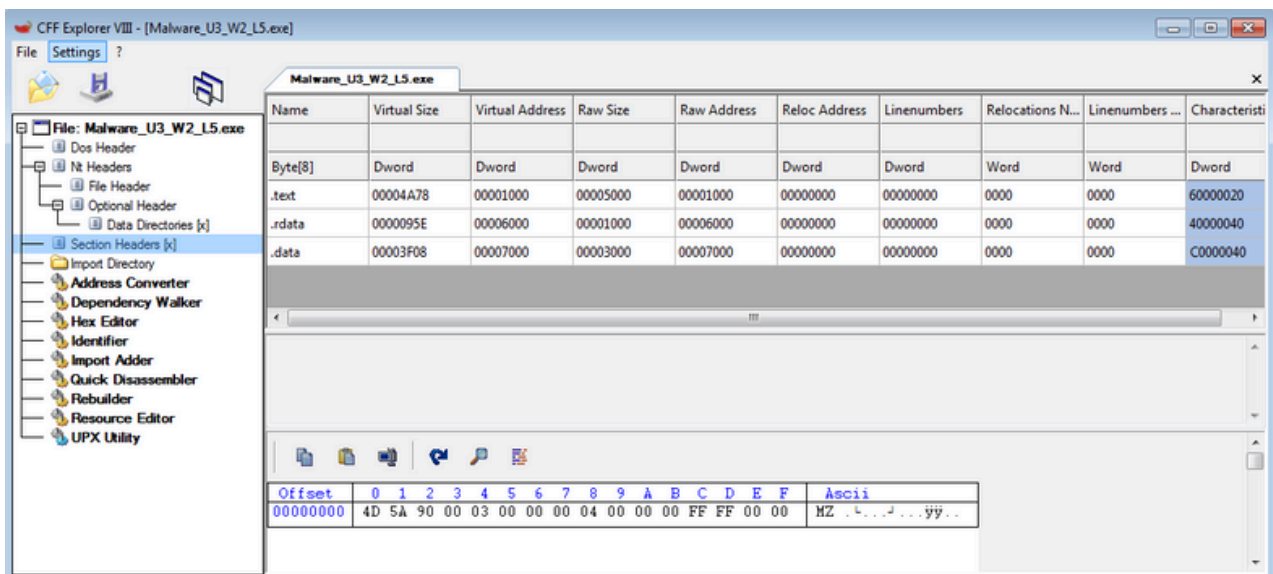 CFF Explorer VIII - [Malware_U3_W2_L5.exe]
File Settings ?
Malware_U3_W2_L5.exe
File: Malware_U3_W2_L5.exe
Dos Header
Nt Headers
File Header
Optional Header
Data Directories [x]
Section Headers [x]
Import Directory
Address Converter
Dependency Walker
Hex Editor
Identifier
Import Adder
Quick Disassembler
Rebuilder
Resource Editor
UPX Utility
Name Virtual Size Virtual Address Raw Size Raw Address Reloc Address Linenumbers Relocations N... Linenumbers ... Characteristi
Byte[8] Dword Dword Dword Dword Dword Dword Word Word Dword
.text 00004A78 00001000 00005000 00001000 00000000 00000000 0000 0000 60000020
.rdata 0000095E 00006000 00001000 00006000 00000000 00000000 0000 0000 40000040
.data 00003F08 00007000 00003000 00007000 00000000 00000000 0000 0000 C0000040
Offset 0 1 2 3 4 5 6 7 8 9 A B C D E F Ascii
00000000 4D 5A 90 00 03 00 00 00 04 00 00 00 FF FF 00 00 MZ .└...┘...ÿÿ..